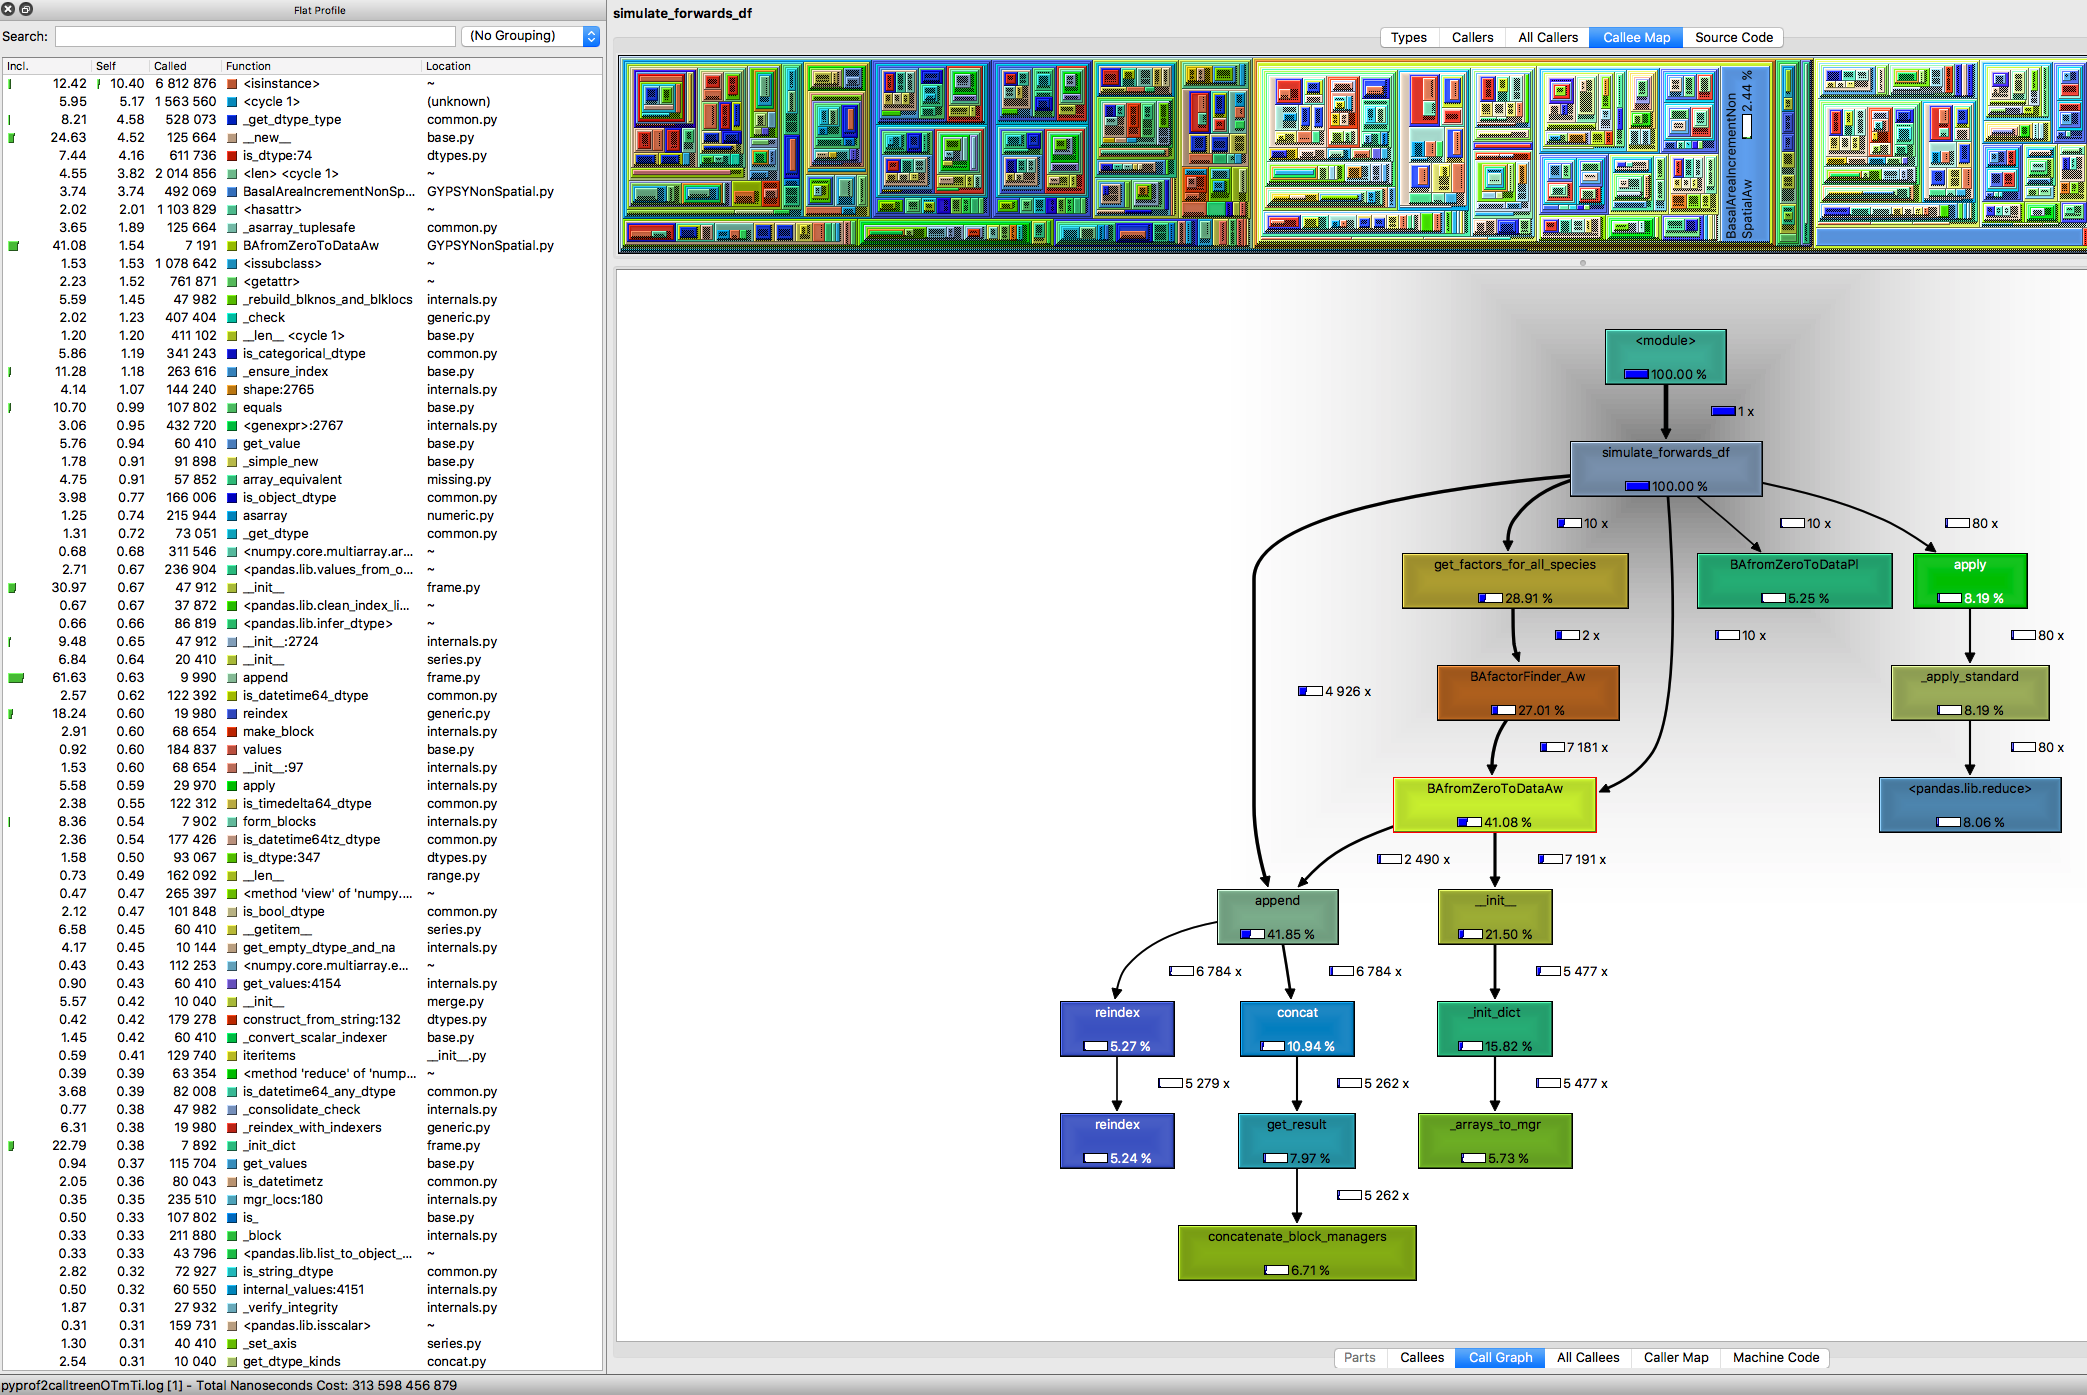 Flat Profile
Search:
(No Grouping)
Incl. Self Called Function Location
12.42 10.40 6 812 876 <isinstance> ~
5.95 5.17 1 563 560 <cycle 1> (unknown)
8.21 4.58 528 073 _get_dtype_type common.py
24.63 4.52 125 664 __new__ base.py
7.44 4.16 611 736 is_dtype:74 dtypes.py
4.55 3.82 2 014 856 <len> <cycle 1> ~
3.74 3.74 492 069 BasalAreaIncrementNonSp... GYPSYNonSpatial.py
2.02 2.01 1 103 829 <hasattr> ~
3.65 1.89 125 664 _asarray_tuplesafe common.py
41.08 1.54 7 191 BAfromZeroToDataAw GYPSYNonSpatial.py
1.53 1.53 1 078 642 <issubclass> ~
2.23 1.52 761 871 <getattr> ~
5.59 1.45 47 982 _rebuild_blknos_and_blklocs internals.py
2.02 1.23 407 404 _check generic.py
1.20 1.20 411 102 __len__ <cycle 1> base.py
5.86 1.19 341 243 is_categorical_dtype common.py
11.28 1.18 263 616 _ensure_index base.py
4.14 1.07 144 240 shape:2765 internals.py
10.70 0.99 107 802 equals base.py
3.06 0.95 432 720 <genexpr>:2767 internals.py
5.76 0.94 60 410 get_value base.py
1.78 0.91 91 898 _simple_new base.py
4.75 0.91 57 852 array_equivalent missing.py
3.98 0.77 166 006 is_object_dtype common.py
1.25 0.74 215 944 asarray numeric.py
1.31 0.72 73 051 _get_dtype common.py
0.68 0.68 311 546 <numpy.core.multiarray.ar... ~
2.71 0.67 236 904 <pandas.lib.values_from_o... ~
30.97 0.67 47 912 __init__ frame.py
0.67 0.67 37 872 <pandas.lib.clean_index_li... ~
0.66 0.66 86 819 <pandas.lib.infer_dtype> ~
9.48 0.65 47 912 __init__:2724 internals.py
6.84 0.64 20 410 __init__ series.py
61.63 0.63 9 990 append frame.py
2.57 0.62 122 392 is_datetime64_dtype common.py
18.24 0.60 19 980 reindex generic.py
2.91 0.60 68 654 make_block internals.py
0.92 0.60 184 837 values base.py
1.53 0.60 68 654 __init__:97 internals.py
5.58 0.59 29 970 apply internals.py
2.38 0.55 122 312 is_timedelta64_dtype common.py
8.36 0.54 7 902 form_blocks internals.py
2.36 0.54 177 426 is_datetime64tz_dtype common.py
1.58 0.50 93 067 is_dtype:347 dtypes.py
0.73 0.49 162 092 __len__ range.py
0.47 0.47 265 397 <method 'view' of 'numpy.... ~
2.12 0.47 101 848 is_bool_dtype common.py
6.58 0.45 60 410 __getitem__ series.py
4.17 0.45 10 144 get_empty_dtype_and_na internals.py
0.43 0.43 112 253 <numpy.core.multiarray.e... ~
0.90 0.43 60 410 get_values:4154 internals.py
5.57 0.42 10 040 __init__ merge.py
0.42 0.42 179 278 construct_from_string:132 dtypes.py
1.45 0.42 60 410 _convert_scalar_indexer base.py
0.59 0.41 129 740 iteritems __init__.py
0.39 0.39 63 354 <method 'reduce' of 'nump... ~
3.68 0.39 82 008 is_datetime64_any_dtype common.py
0.77 0.38 47 982 _consolidate_check internals.py
6.31 0.38 19 980 _reindex_with_indexers generic.py
22.79 0.38 7 892 _init_dict frame.py
0.94 0.37 115 704 get_values base.py
2.05 0.36 80 043 is_datetimetz common.py
0.35 0.35 235 510 mgr_locs:180 internals.py
0.50 0.33 107 802 is_ base.py
0.33 0.33 211 880 _block internals.py
0.33 0.33 43 796 <pandas.lib.list_to_object_... ~
2.82 0.32 72 927 is_string_dtype common.py
0.50 0.32 60 550 internal_values:4151 internals.py
1.87 0.31 27 932 _verify_integrity internals.py
0.31 0.31 159 731 <pandas.lib.isscalar> ~
1.30 0.31 40 410 _set_axis series.py
2.54 0.31 10 040 get_dtype_kinds concat.py
simulate_forwards_df
Types Callers All Callers Callee Map Source Code
BasalAreaIncrementNon
SpatialAw
2.44 %
<module>
100.00 %
1 x
simulate_forwards_df
100.00 %
10 x
10 x
80 x
get_factors_for_all_species
28.91 %
BAfromZeroToDataPl
5.25 %
apply
8.19 %
2 x
10 x
80 x
BAfactorFinder_Aw
27.01 %
_apply_standard
8.19 %
4 926 x
7 181 x
80 x
BAfromZeroToDataAw
41.08 %
<pandas.lib.reduce>
8.06 %
2 490 x
7 191 x
append
41.85 %
__init__
21.50 %
6 784 x
6 784 x
5 477 x
reindex
5.27 %
concat
10.94 %
_init_dict
15.82 %
5 279 x
5 262 x
5 477 x
reindex
5.24 %
get_result
7.97 %
_arrays_to_mgr
5.73 %
5 262 x
concatenate_block_managers
6.71 %
Parts Callees Call Graph All Callees Caller Map Machine Code
pyprof2calltreenOTmTi.log [1] - Total Nanoseconds Cost: 313 598 456 879